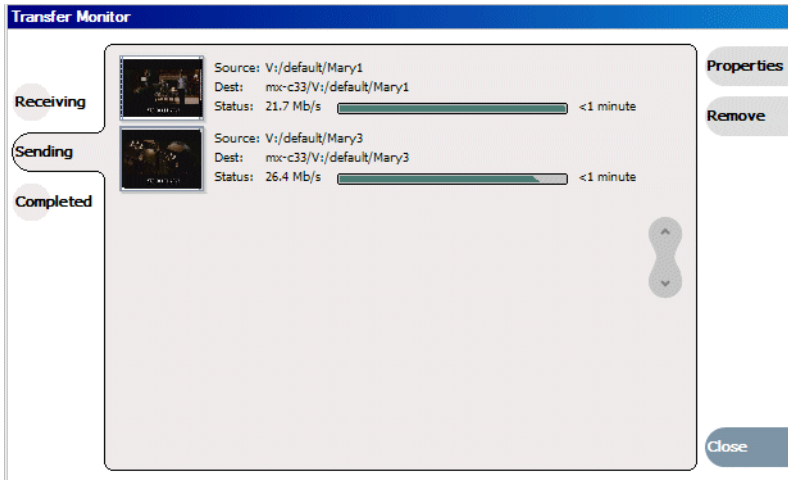 Transfer Monitor
Receiving
Sending
Completed
Source: V:/default/Mary1
Dest: mx-c33/V:/default/Mary1
Status: 21.7 Mb/s <1 minute
Source: V:/default/Mary3
Dest: mx-c33/V:/default/Mary3
Status: 26.4 Mb/s <1 minute
Properties
Remove
Close